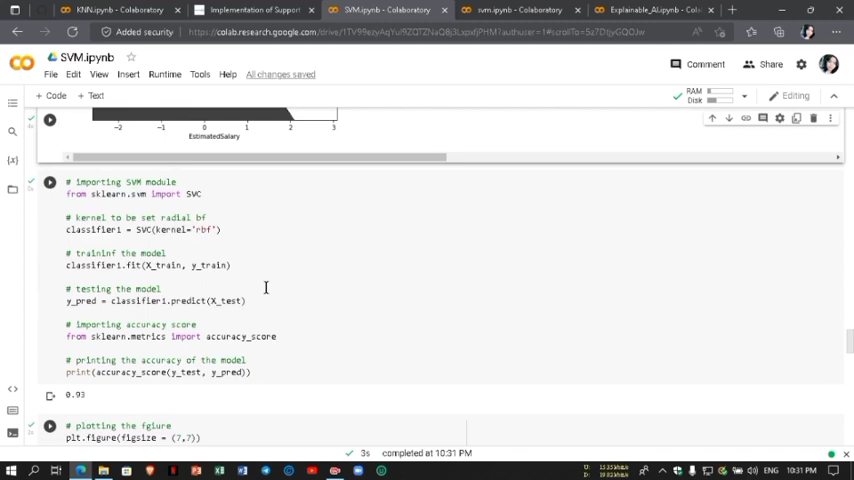 KNN.ipynb - Colaboratory
Implementation of Support
SVM.ipynb - Colaboratory
svm.ipynb - Colaboratory
Explainable_AI.ipynb - Cola
Added security
SVM.ipynb
File Edit View Insert Runtime Tools Help All changes saved
Comment
Share
+ Code + Text
RAM
Disk
Editing
−2 −1 0 1 2 3
EstimatedSalary
# importing SVM module
from sklearn.svm import SVC
# kernel to be set radial bf
classifier1 = SVC(kernel='rbf')
# traininf the model
classifier1.fit(X_train, y_train)
# testing the model
y_pred = classifier1.predict(X_test)
# importing accuracy score
from sklearn.metrics import accuracy_score
# printing the accuracy of the model
print(accuracy_score(y_test, y_pred))
0.93
# plotting the fgiure
plt.figure(figsize = (7,7))
3s completed at 10:31 PM
ENG 10:31 PM